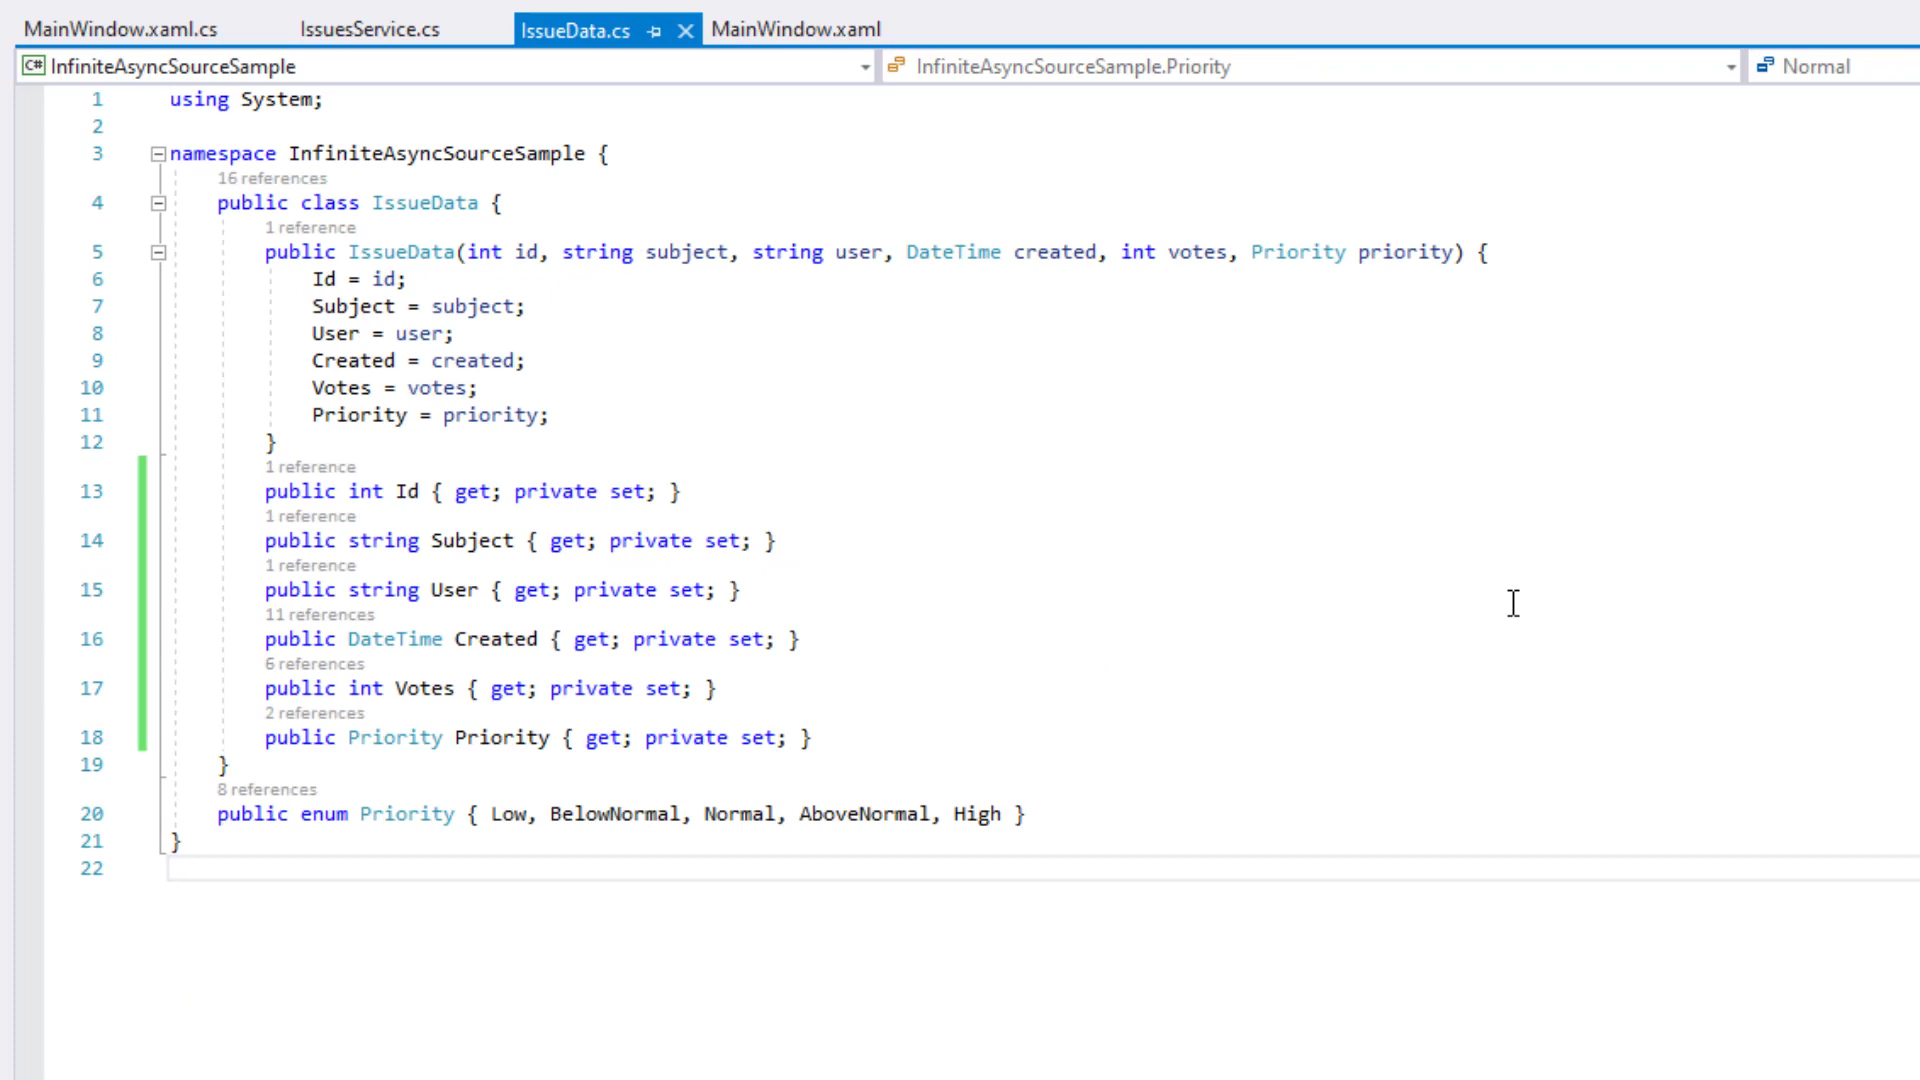 MainWindow.xaml.cs IssuesService.cs IssueData.cs MainWindow.xaml
C# InfiniteAsyncSourceSample InfiniteAsyncSourceSample.Priority Normal
1 using System;
2
3 namespace InfiniteAsyncSourceSample {
16 references
4 public class IssueData {
1 reference
5 public IssueData(int id, string subject, string user, DateTime created, int votes, Priority priority) {
6 Id = id;
7 Subject = subject;
8 User = user;
9 Created = created;
10 Votes = votes;
11 Priority = priority;
12 }
1 reference
13 public int Id { get; private set; }
1 reference
14 public string Subject { get; private set; }
1 reference
15 public string User { get; private set; }
11 references
16 public DateTime Created { get; private set; }
6 references
17 public int Votes { get; private set; }
2 references
18 public Priority Priority { get; private set; }
19 }
8 references
20 public enum Priority { Low, BelowNormal, Normal, AboveNormal, High }
21 }
22